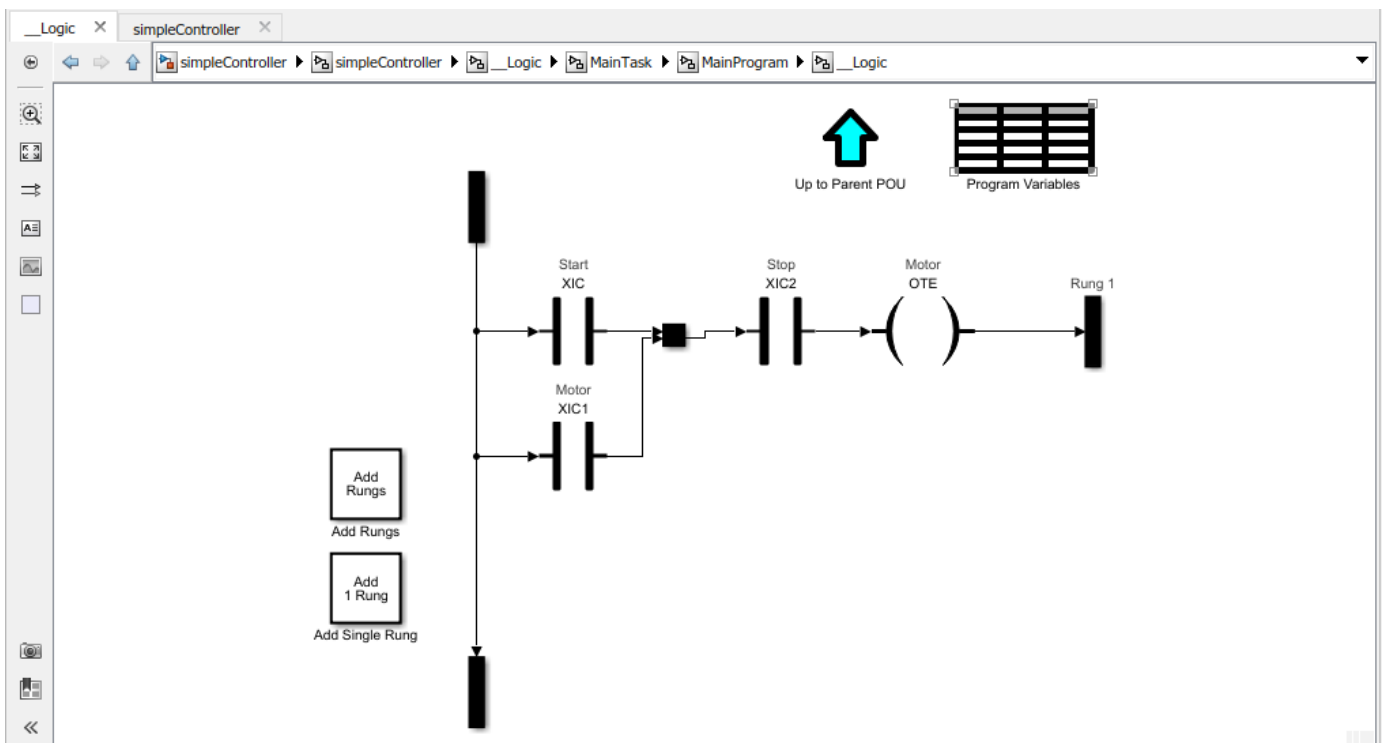 __Logic
simpleController
simpleController simpleController __Logic MainTask MainProgram __Logic
Up to Parent POU
Program Variables
Start
XIC
Stop
XIC2
Motor
OTE
Rung 1
Motor
XIC1
Add
Rungs
Add Rungs
Add
1 Rung
Add Single Rung